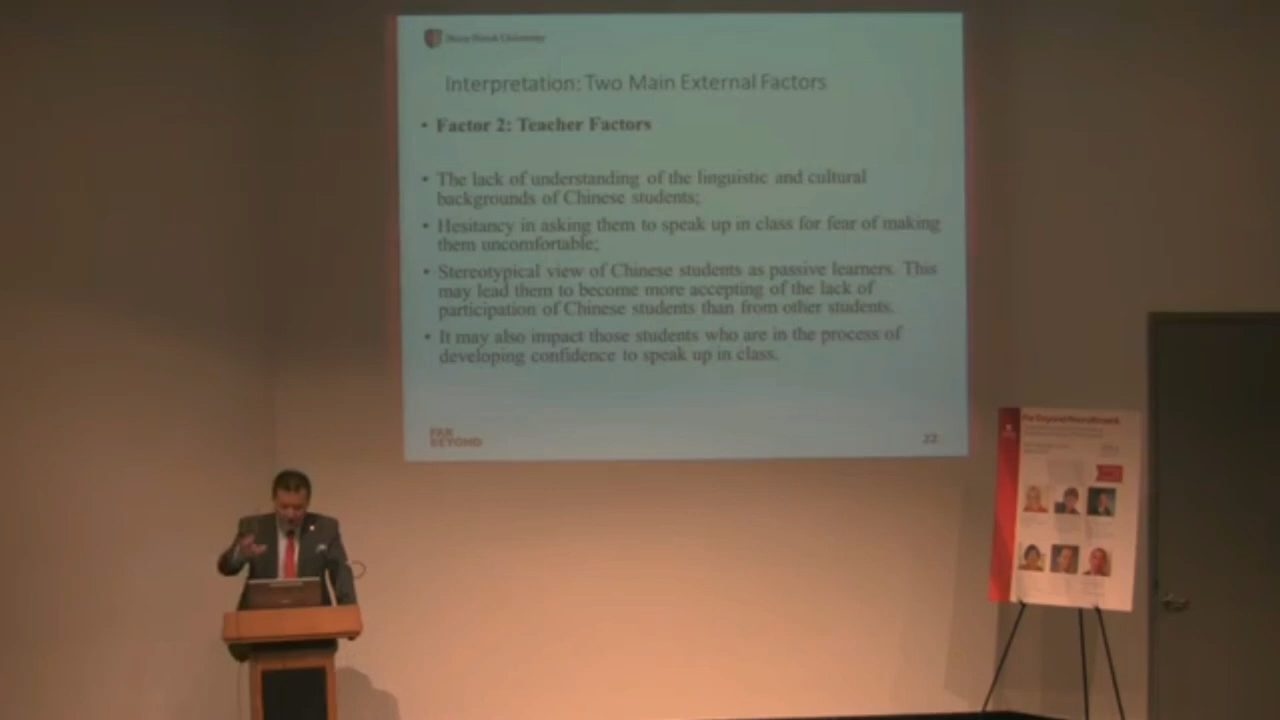 Stony Brook University
Interpretation: Two Main External Factors
• Factor 2: Teacher Factors
• The lack of understanding of the linguistic and cultural
backgrounds of Chinese students;
• Hesitancy in asking them to speak up in class for fear of making
them uncomfortable;
• Stereotypical view of Chinese students as passive learners. This
may lead them to become more accepting of the lack of
participation of Chinese students than from other students.
• It may also impact those students who are in the process of
developing confidence to speak up in class.
FAR
BEYOND
22
Far Beyond Recruitment